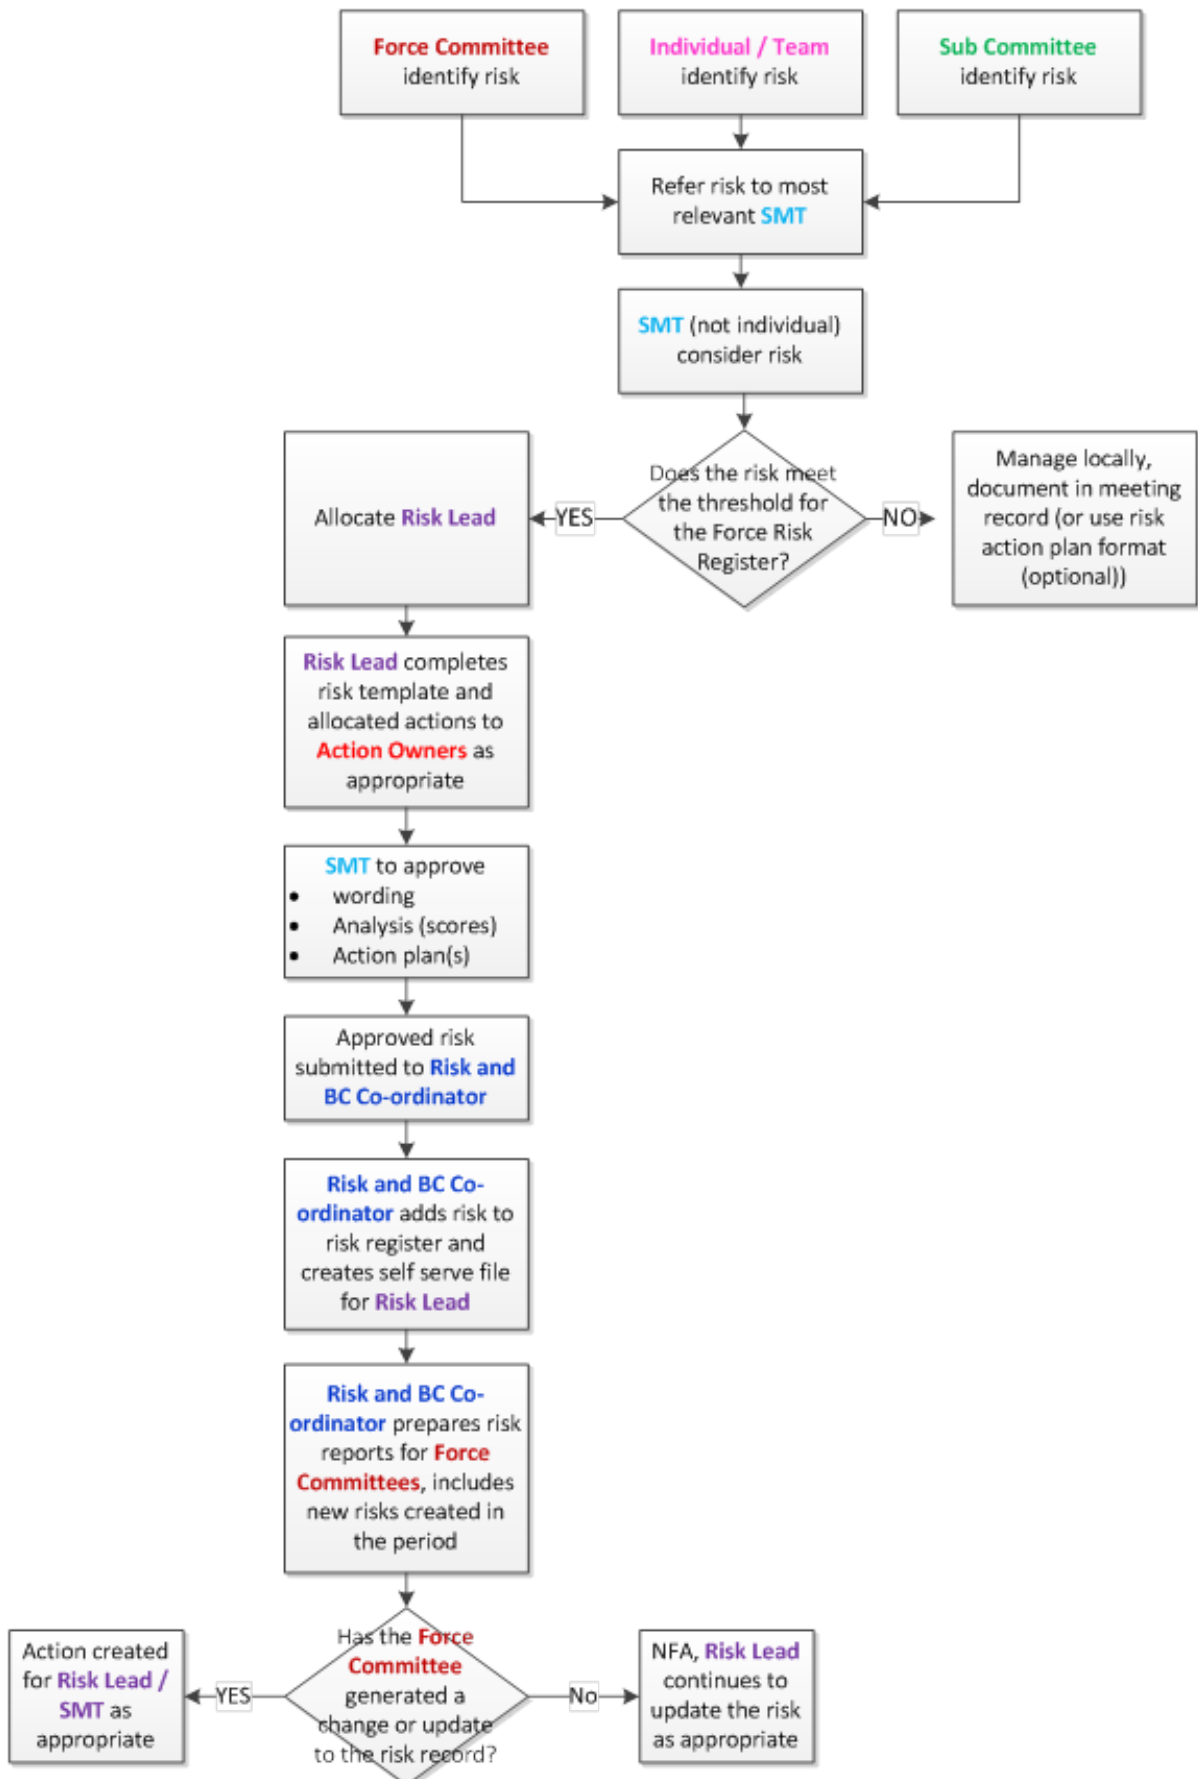 Force Committee
identify risk
Individual / Team
identify risk
Sub Committee
identify risk
Refer risk to most
relevant SMT
SMT (not individual)
consider risk
Does the risk meet
the threshold for
the Force Risk
Register?
YES
NO
Allocate Risk Lead
Manage locally,
document in meeting
record (or use risk
action plan format
(optional))
Risk Lead completes
risk template and
allocated actions to
Action Owners as
appropriate
SMT to approve
• wording
• Analysis (scores)
• Action plan(s)
Approved risk
submitted to Risk and
BC Co-ordinator
Risk and BC Co-
ordinator adds risk to
risk register and
creates self serve file
for Risk Lead
Risk and BC Co-
ordinator prepares risk
reports for Force
Committees, includes
new risks created in
the period
Has the Force
Committee
generated a
change or update
to the risk record?
YES
No
Action created
for Risk Lead /
SMT as
appropriate
NFA, Risk Lead
continues to
update the risk
as appropriate